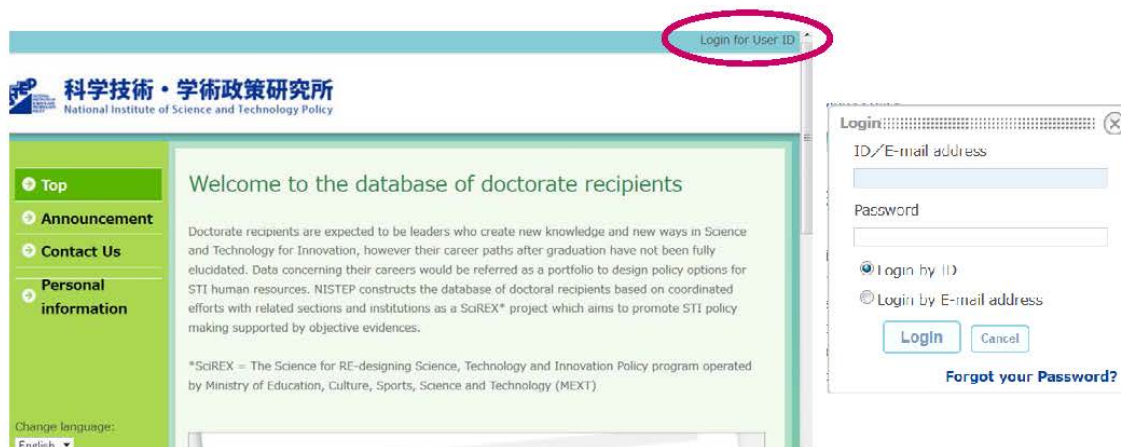 Login for User ID
科学技術・学術政策研究所
National Institute of Science and Technology Policy
Top
Announcement
Contact Us
Personal
information
Change language:
English
Welcome to the database of doctorate recipients
Doctorate recipients are expected to be leaders who create new knowledge and new ways in Science
and Technology for Innovation, however their career paths after graduation have not been fully
elucidated. Data concerning their careers would be referred as a portfolio to design policy options for
STI human resources. NISTEP constructs the database of doctoral recipients based on coordinated
efforts with related sections and institutions as a SciREX* project which aims to promote STI policy
making supported by objective evidences.
*SciREX = The Science for RE-designing Science, Technology and Innovation Policy program operated
by Ministry of Education, Culture, Sports, Science and Technology (MEXT)
Login
ID/E-mail address
Password
Login by ID
Login by E-mail address
Login Cancel
Forgot your Password?